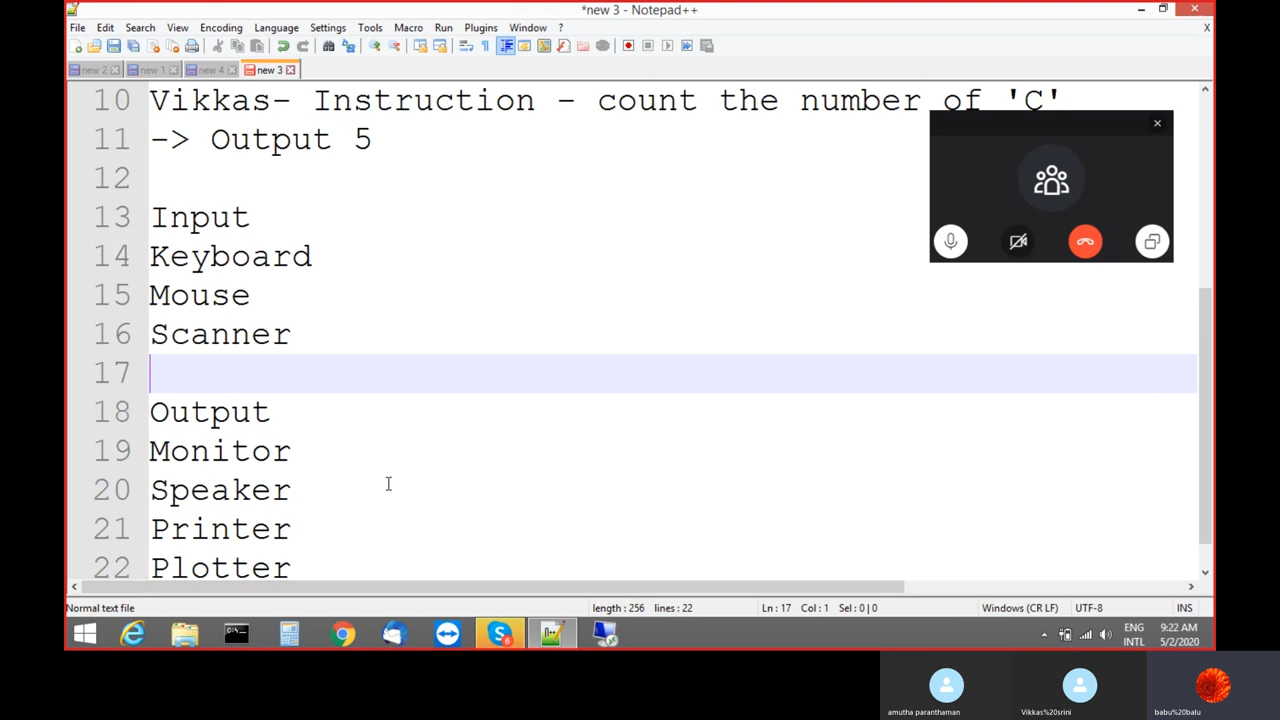 *new 3 - Notepad++
File Edit Search View Encoding Language Settings Tools Macro Run Plugins Window ?
X
new 2 new 1 new 4 new 3
10 Vikkas- Instruction - count the number of 'C'
11 -> Output 5
12
13 Input
14 Keyboard
15 Mouse
16 Scanner
17
18 Output
19 Monitor
20 Speaker
21 Printer
22 Plotter
Normal text file length : 256 lines : 22 Ln : 17 Col : 1 Sel : 0 | 0 Windows (CR LF) UTF-8 INS
ENG 9:22 AM
INTL 5/2/2020
amutha paranthaman Vikkas%20srini babu%20balu